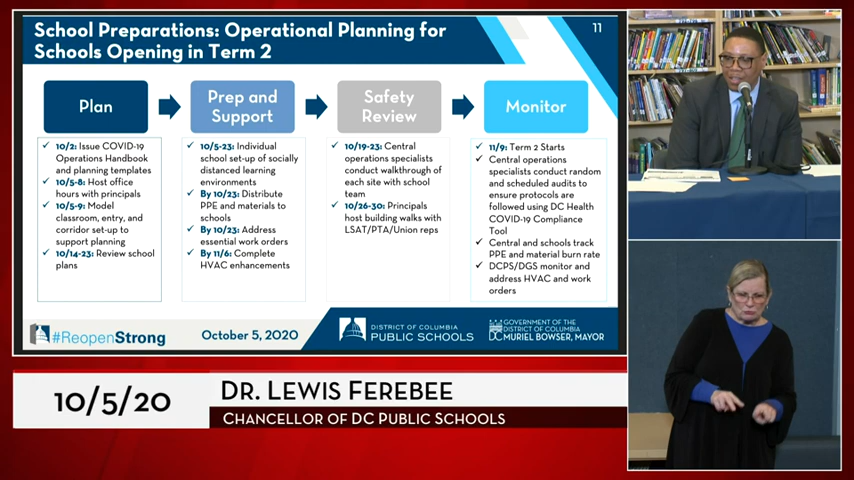 School Preparations: Operational Planning for
Schools Opening in Term 2
11
Plan
Prep and
Support
Safety
Review
Monitor
✓ 10/2: Issue COVID-19
Operations Handbook
and planning templates
✓ 10/5-8: Host office
hours with principals
✓ 10/5-9: Model
classroom, entry, and
corridor set-up to
support planning
✓ 10/14-23: Review school
plans
✓ 10/5-23: Individual
school set-up of socially
distanced learning
environments
✓ By 10/23: Distribute
PPE and materials to
schools
✓ By 10/23: Address
essential work orders
✓ By 11/6: Complete
HVAC enhancements
✓ 10/19-23: Central
operations specialists
conduct walkthrough of
each site with school
team
✓ 10/26-30: Principals
host building walks with
LSAT/PTA/Union reps
✓ 11/9: Term 2 Starts
✓ Central operations
specialists conduct random
and scheduled audits to
ensure protocols are
followed using DC Health
COVID-19 Compliance
Tool
✓ Central and schools track
PPE and material burn rate
✓ DCPS/DGS monitor and
address HVAC and work
orders
#ReopenStrong
October 5, 2020
DISTRICT OF COLUMBIA
PUBLIC SCHOOLS
GOVERNMENT OF THE
DISTRICT OF COLUMBIA
DC MURIEL BOWSER, MAYOR
10/5/20
DR. LEWIS FEREBEE
CHANCELLOR OF DC PUBLIC SCHOOLS